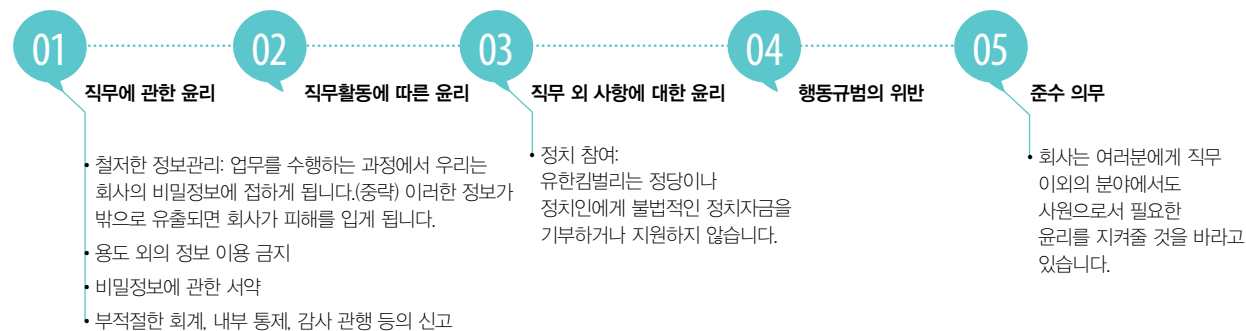 01
02
03
04
05
직무에 관한 윤리
직무활동에 따른 윤리
직무 외 사항에 대한 윤리
행동규범의 위반
준수 의무
• 철저한 정보관리: 업무를 수행하는 과정에서 우리는
회사의 비밀정보에 접하게 됩니다.(중략) 이러한 정보가
밖으로 유출되면 회사가 피해를 입게 됩니다.
• 용도 외의 정보 이용 금지
• 비밀정보에 관한 서약
• 부적절한 회계, 내부 통제, 감사 관행 등의 신고
• 정치 참여:
유한킴벌리는 정당이나
정치인에게 불법적인 정치자금을
기부하거나 지원하지 않습니다.
• 회사는 여러분에게 직무
이외의 분야에서도
사원으로서 필요한
윤리를 지켜줄 것을 바라고
있습니다.